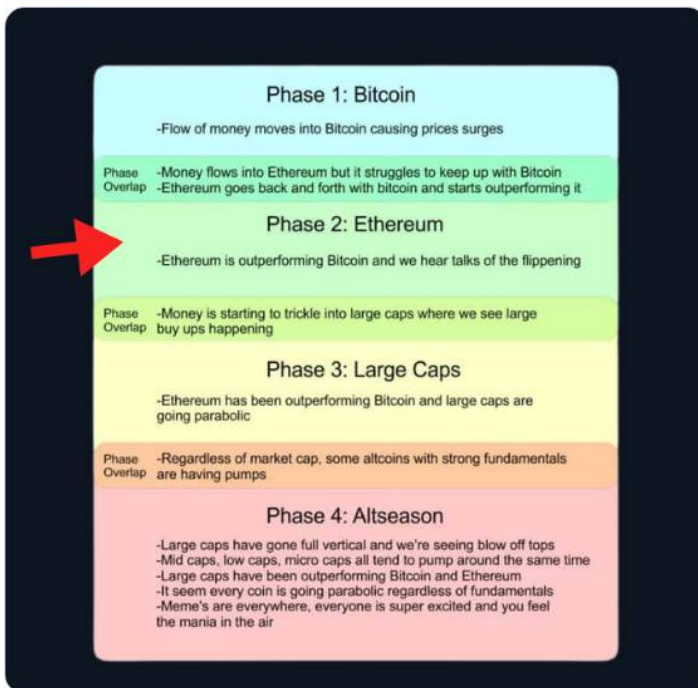 Phase 1: Bitcoin
-Flow of money moves into Bitcoin causing prices surges
Phase
Overlap
-Money flows into Ethereum but it struggles to keep up with Bitcoin
-Ethereum goes back and forth with bitcoin and starts outperforming it
Phase 2: Ethereum
-Ethereum is outperforming Bitcoin and we hear talks of the flippening
Phase
Overlap
-Money is starting to trickle into large caps where we see large
buy ups happening
Phase 3: Large Caps
-Ethereum has been outperforming Bitcoin and large caps are
going parabolic
Phase
Overlap
-Regardless of market cap, some altcoins with strong fundamentals
are having pumps
Phase 4: Altseason
-Large caps have gone full vertical and we're seeing blow off tops
-Mid caps, low caps, micro caps all tend to pump around the same time
-Large caps have been outperforming Bitcoin and Ethereum
-It seem every coin is going parabolic regardless of fundamentals
-Meme's are everywhere, everyone is super excited and you feel
the mania in the air